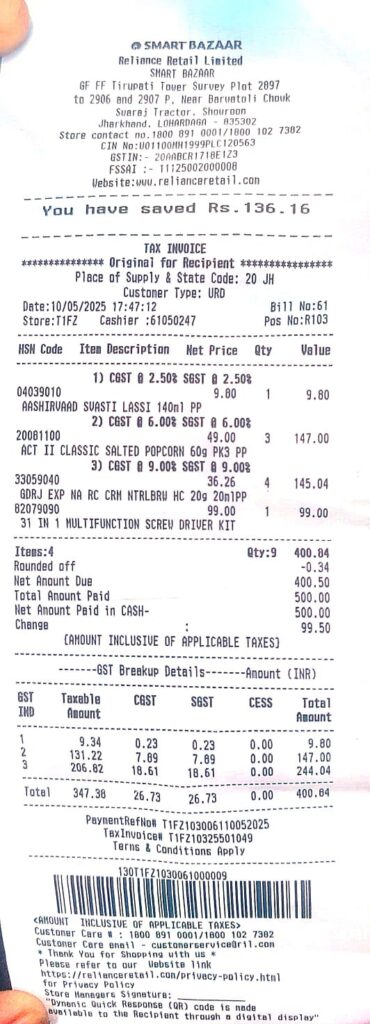 SMART BAZAAR
Reliance Retail Limited
SMART BAZAAR
GF FF Tirupati Tower Survey Plot 2897
to 2906 and 2907 P, Near Barwatoli Chowk
Swaraj Tractor, Showroom
Jharkhand, LOHARDAGA - 835302
Store contact no.1800 891 0001/1800 102 7382
CIN No:U01100MH1999PLC120563
GSTIN:- 20AABCR1718E1Z3
FSSAI :- 11125002000008
Website:www.relianceretail.com
You have saved Rs.136.16
TAX INVOICE
*************** Original for Recipient ****************
Place of Supply & State Code: 20 JH
Customer Type: URD
Date:10/05/2025 17:47:12 Bill No:61
Store:T1FZ Cashier :61050247 Pos No:R103
HSN Code Item Description Net Price Qty Value
1) CGST @ 2.50% SGST @ 2.50%
04039010 9.80 1 9.80
AASHIRVAAD SVASTI LASSI 140ml PP
2) CGST @ 6.00% SGST @ 6.00%
20081100 49.00 3 147.00
ACT II CLASSIC SALTED POPCORN 60g PK3 PP
3) CGST @ 9.00% SGST @ 9.00%
33059040 36.26 4 145.04
GDRJ EXP NA RC CRM NTRLBRW HC 20g 20mlPP
82079090 99.00 1 99.00
31 IN 1 MULTIFUNCTION SCREW DRIVER KIT
Items:4 Qty:9 400.84
Rounded off -0.34
Net Amount Due 400.50
Total Amount Paid 500.00
Net Amount Paid in CASH- 500.00
Change : 99.50
[AMOUNT INCLUSIVE OF APPLICABLE TAXES]
-------GST Breakup Details-------Amount (INR)
GST IND Taxable Amount CGST SGST CESS Total Amount
1 9.34 0.23 0.23 0.00 9.80
2 131.22 7.89 7.89 0.00 147.00
3 206.82 18.61 18.61 0.00 244.04
Total 347.38 26.73 26.73 0.00 400.84
PaymentRefNo# T1FZ103006110052025
TaxInvoice# T1FZ10325501049
Terms & Conditions Apply
130T1FZ1030061000009
<AMOUNT INCLUSIVE OF APPLICABLE TAXES>
Customer Care # : 1800 891 0001/1800 102 7382
Customer Care email - customerservice@ril.com
* Thank You for Shopping with us *
Please refer to our Website link
https://relianceretail.com/privacy-policy.html
for Privacy Policy
Store Managers Signature: ____________
"Dynamic Quick Response (QR) code is made
available to the Recipient through a digital display"